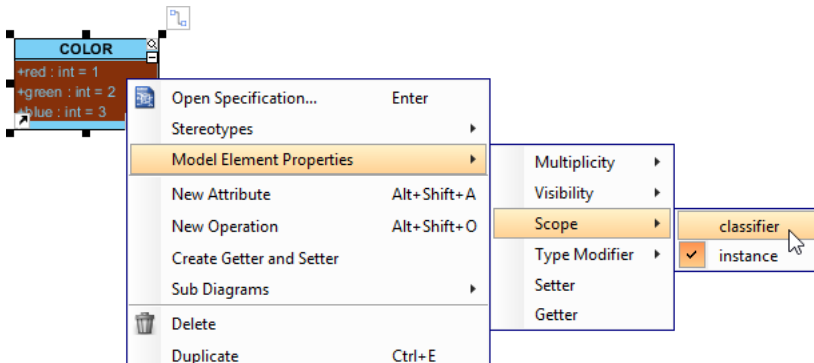 COLOR
+red : int = 1
+green : int = 2
+blue : int = 3
Open Specification... Enter
Stereotypes
Model Element Properties
New Attribute Alt+Shift+A
New Operation Alt+Shift+O
Create Getter and Setter
Sub Diagrams
Delete
Duplicate Ctrl+E
Multiplicity
Visibility
Scope
Type Modifier
Setter
Getter
classifier
instance